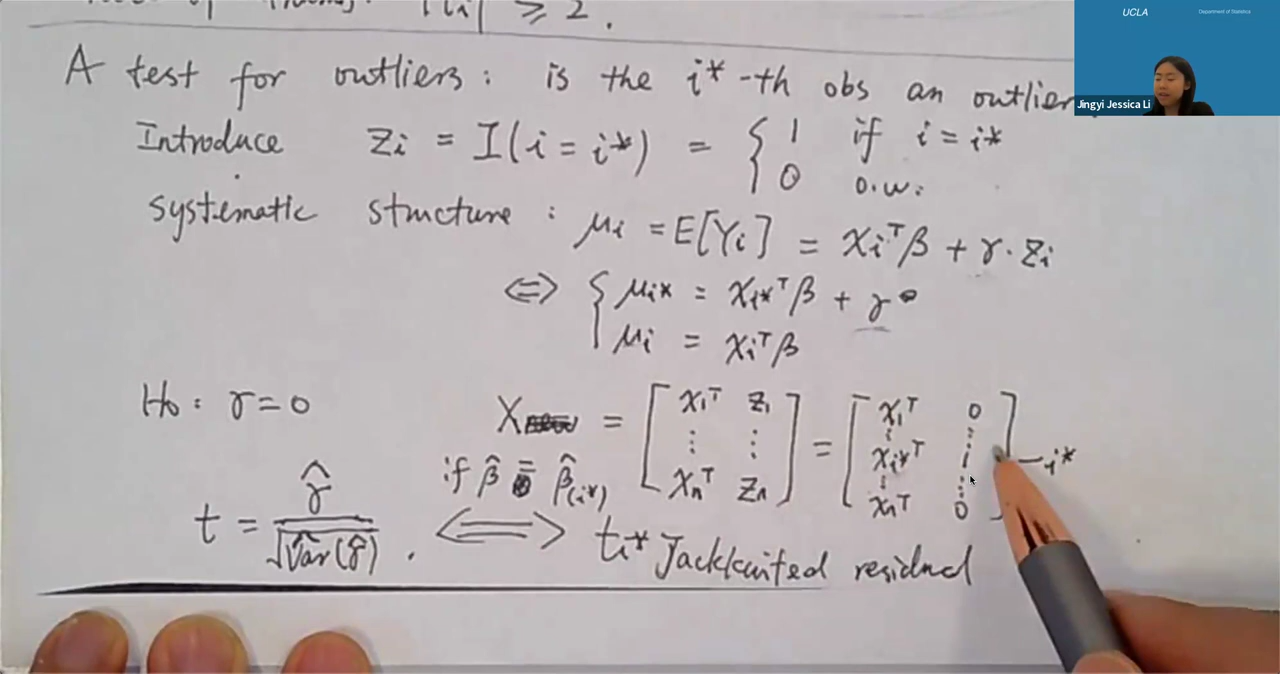 ≥ 2.
UCLA Department of Statistics
Jingyi Jessica Li
A test for outliers: is the i*-th obs an outlier
Introduce Zi = I(i = i*) = { 1 if i = i*
0 o.w.
systematic structure: μi = E[Yi] = xiᵀβ + γ·Zi
⇔ { μi* = xi*ᵀβ + γ
μi = xiᵀβ
H₀: γ=0 X = [ x₁ᵀ z₁ ⋮ ⋮ xₙᵀ zₙ ] = [ x₁ᵀ 0 ⋮ ⋮ xi*ᵀ 1 ⋮ ⋮ xₙᵀ 0 ] – i*
if β̂ = β̂(i*)
t = γ̂ / √V̂ar(γ̂) . ⇔ ti* Jackknifed residual